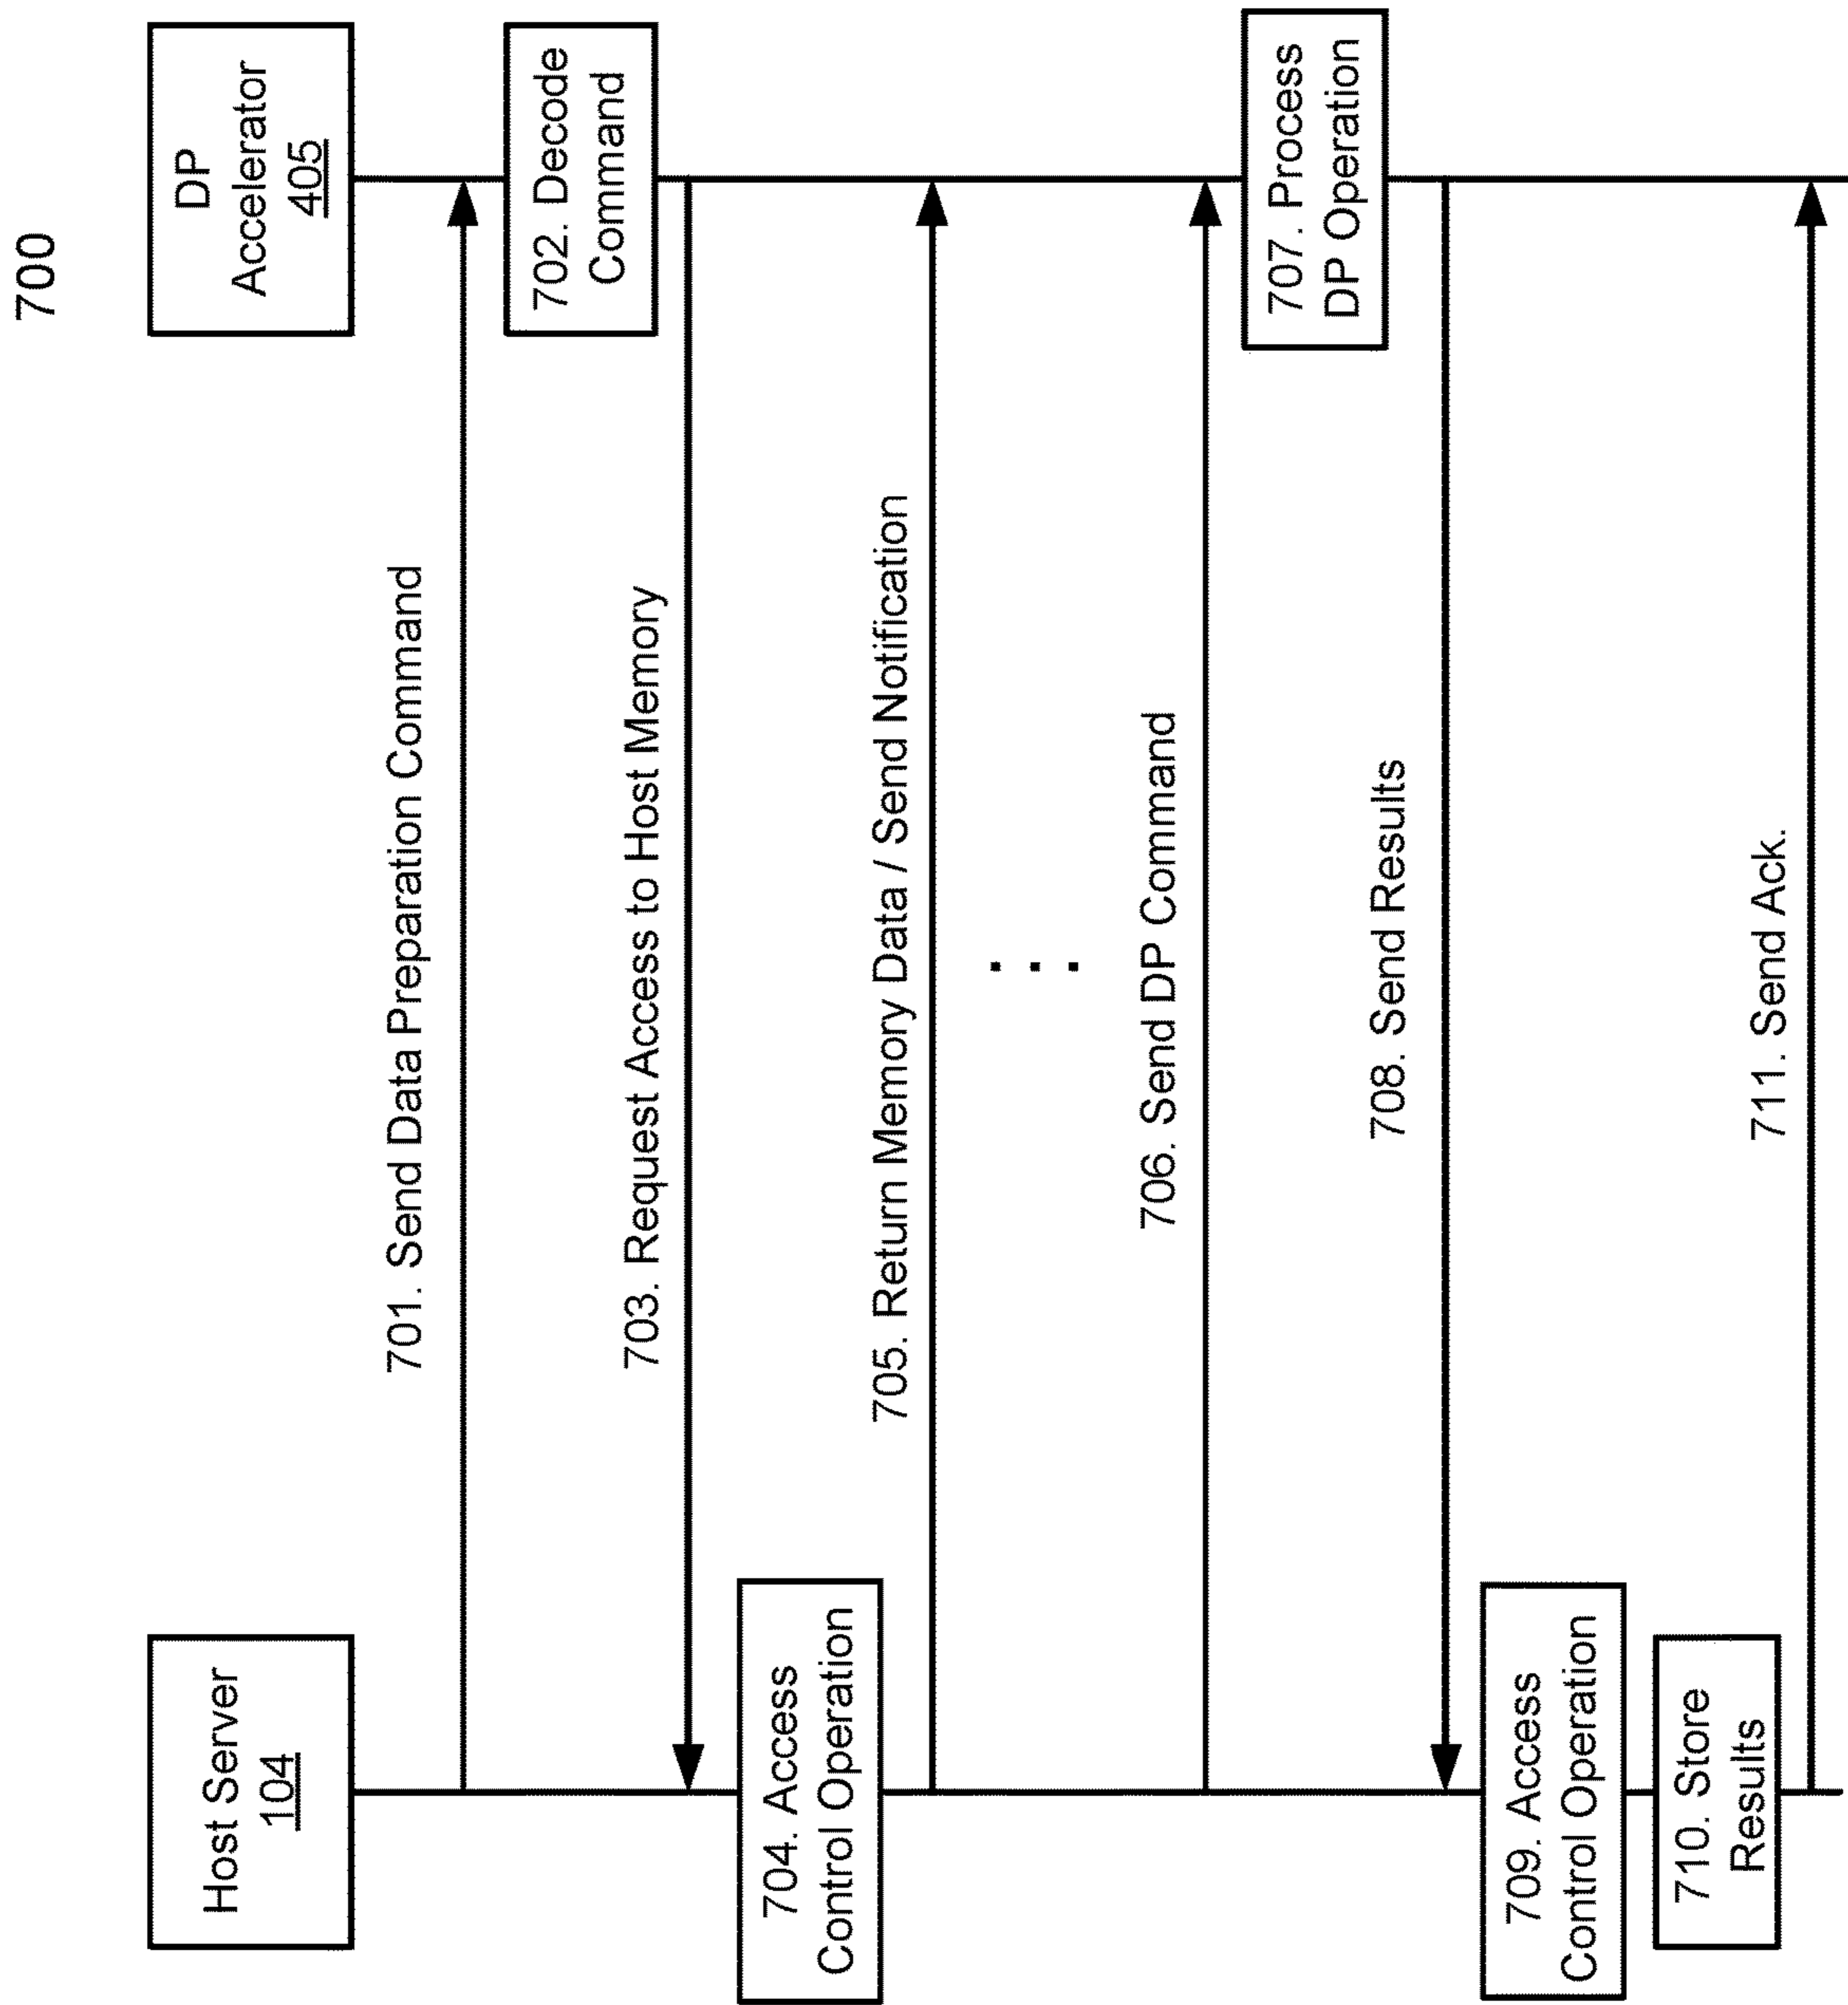 700
Host Server
104
DP
Accelerator
405
701. Send Data Preparation Command
702. Decode
Command
703. Request Access to Host Memory
704. Access
Control Operation
705. Return Memory Data / Send Notification
. . .
706. Send DP Command
707. Process
DP Operation
708. Send Results
709. Access
Control Operation
710. Store
Results
711. Send Ack.